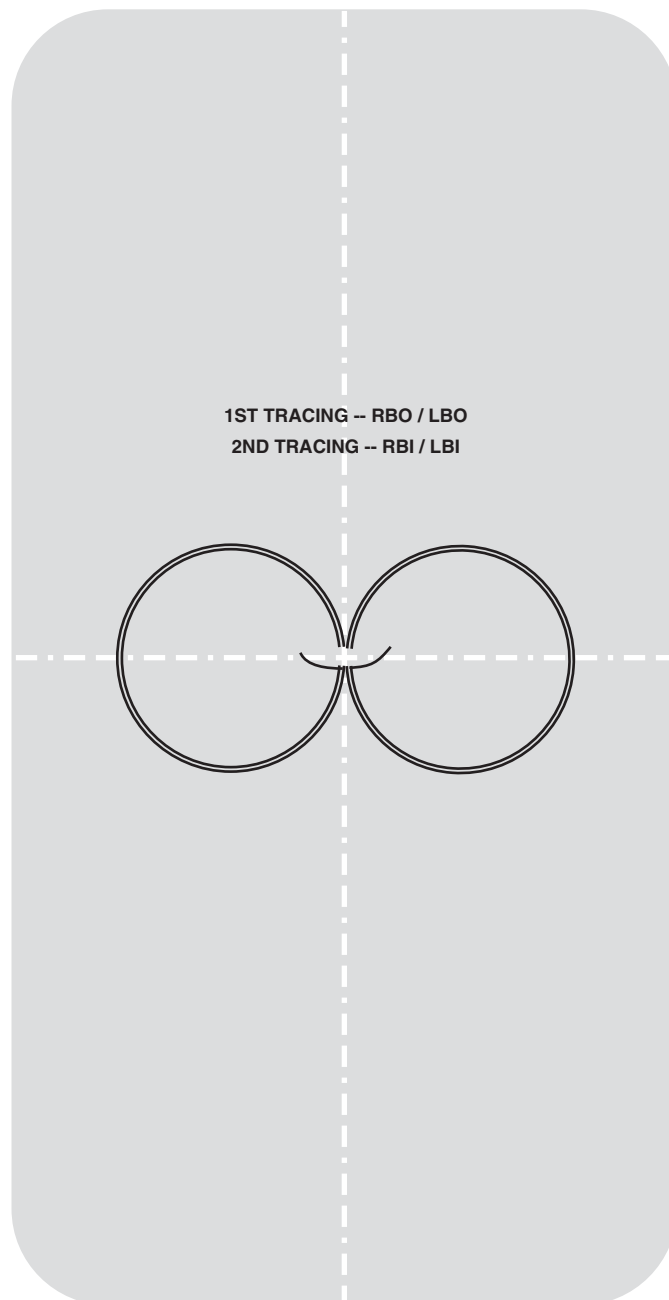 1ST TRACING -- RBO / LBO
2ND TRACING -- RBI / LBI